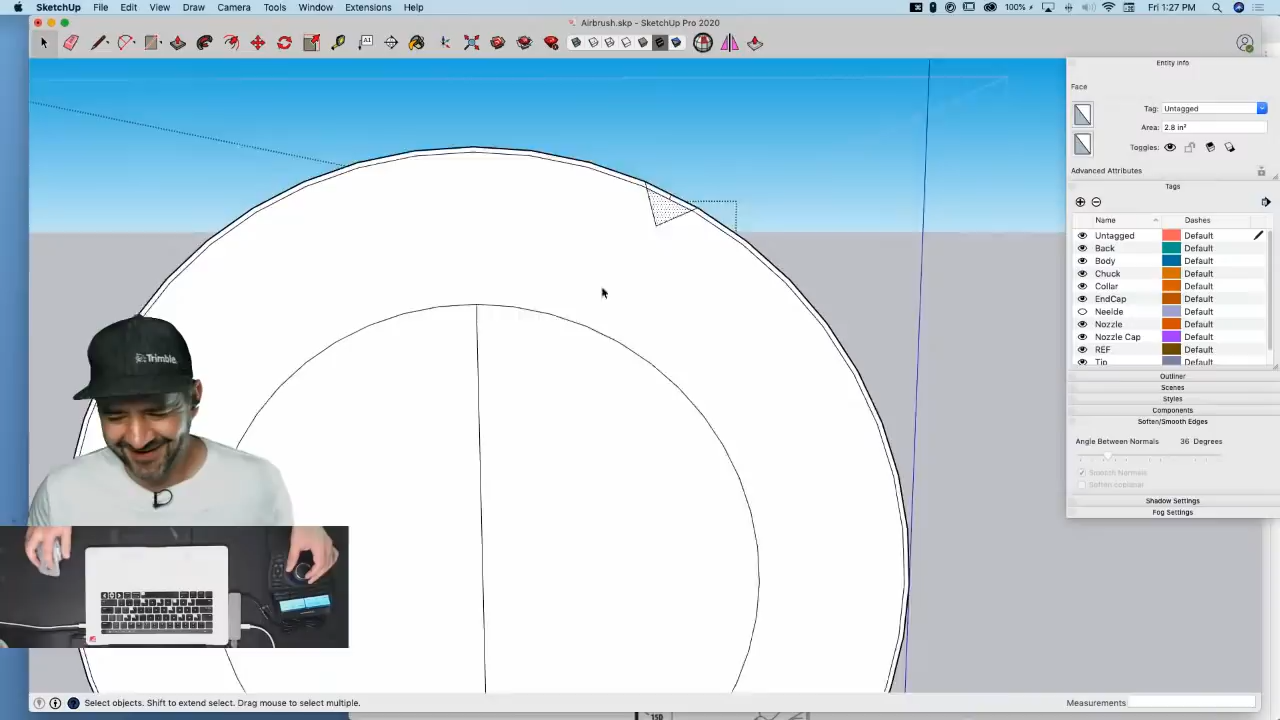 SketchUp File Edit View Draw Camera Tools Window Extensions Help
100% Fri 1:27 PM
Airbrush.skp - SketchUp Pro 2020
Entity Info
Face
Tag: Untagged
Area: 2.8 in²
Toggles:
Advanced Attributes
Tags
Name Dashes
Untagged Default
Back Default
Body Default
Chuck Default
Collar Default
EndCap Default
Neelde Default
Nozzle Default
Nozzle Cap Default
REF Default
Tip Default
Outliner
Scenes
Styles
Components
Soften/Smooth Edges
Angle Between Normals 36 Degrees
Smooth Normals
Soften coplanar
Shadow Settings
Fog Settings
Trimble.
Select objects. Shift to extend select. Drag mouse to select multiple.
Measurements
150